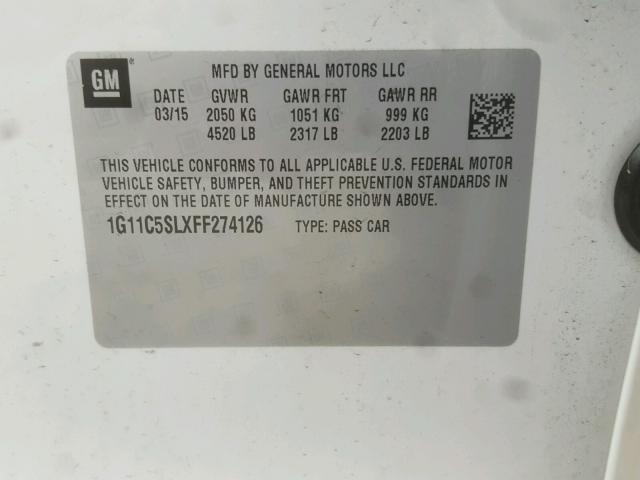 GM
MFD BY GENERAL MOTORS LLC
DATE GVWR GAWR FRT GAWR RR
03/15 2050 KG 1051 KG 999 KG
4520 LB 2317 LB 2203 LB
THIS VEHICLE CONFORMS TO ALL APPLICABLE U.S. FEDERAL MOTOR
VEHICLE SAFETY, BUMPER, AND THEFT PREVENTION STANDARDS IN
EFFECT ON THE DATE OF MANUFACTURE SHOWN ABOVE.
1G11C5SLXFF274126 TYPE: PASS CAR